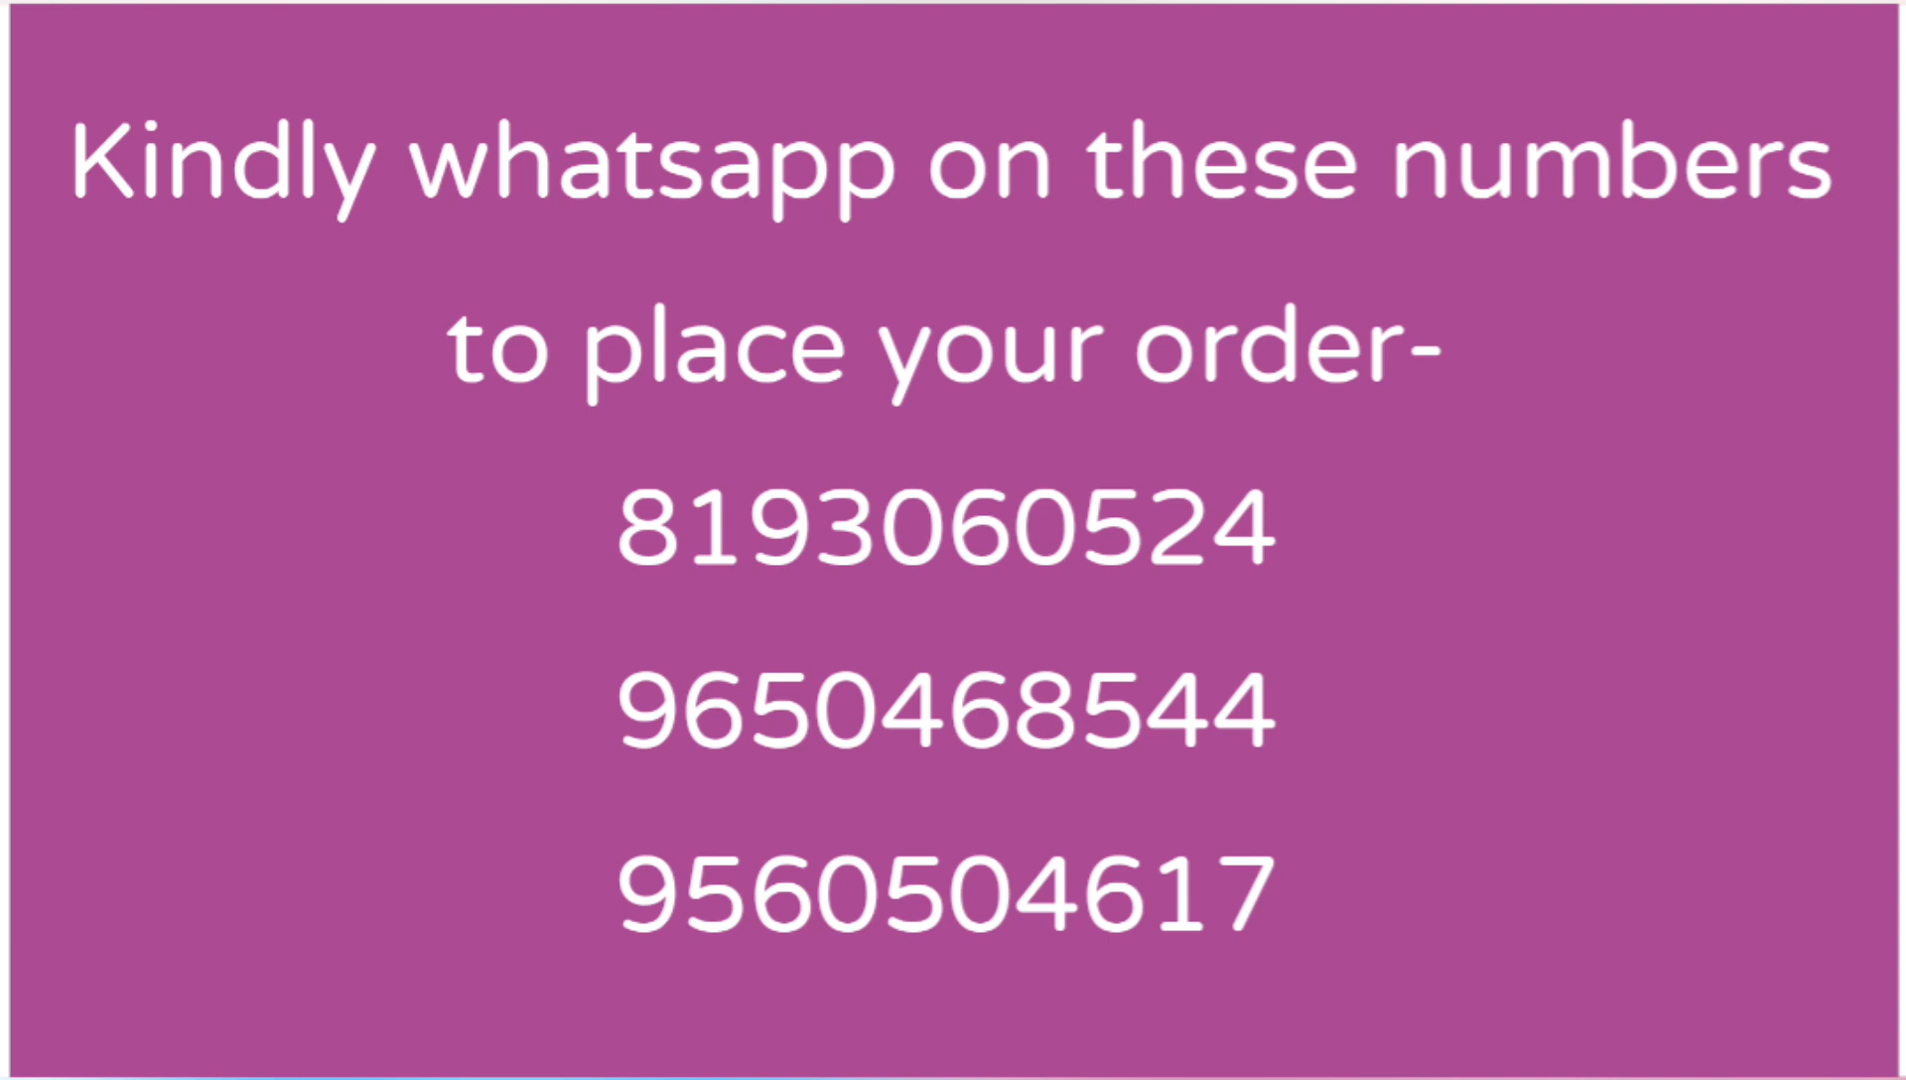 Kindly whatsapp on these numbers
to place your order-
8193060524
9650468544
9560504617